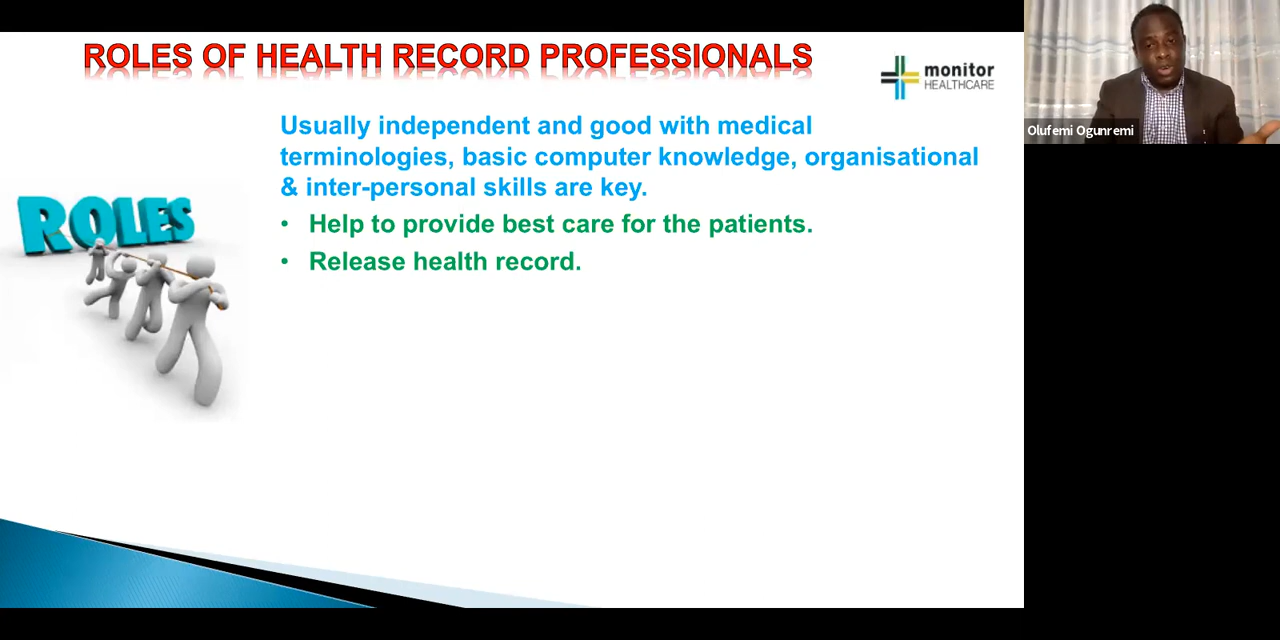 ROLES OF HEALTH RECORD PROFESSIONALS
monitor
HEALTHCARE
Usually independent and good with medical
terminologies, basic computer knowledge, organisational
& inter-personal skills are key.
• Help to provide best care for the patients.
• Release health record.
ROLES
Olufemi Ogunremi